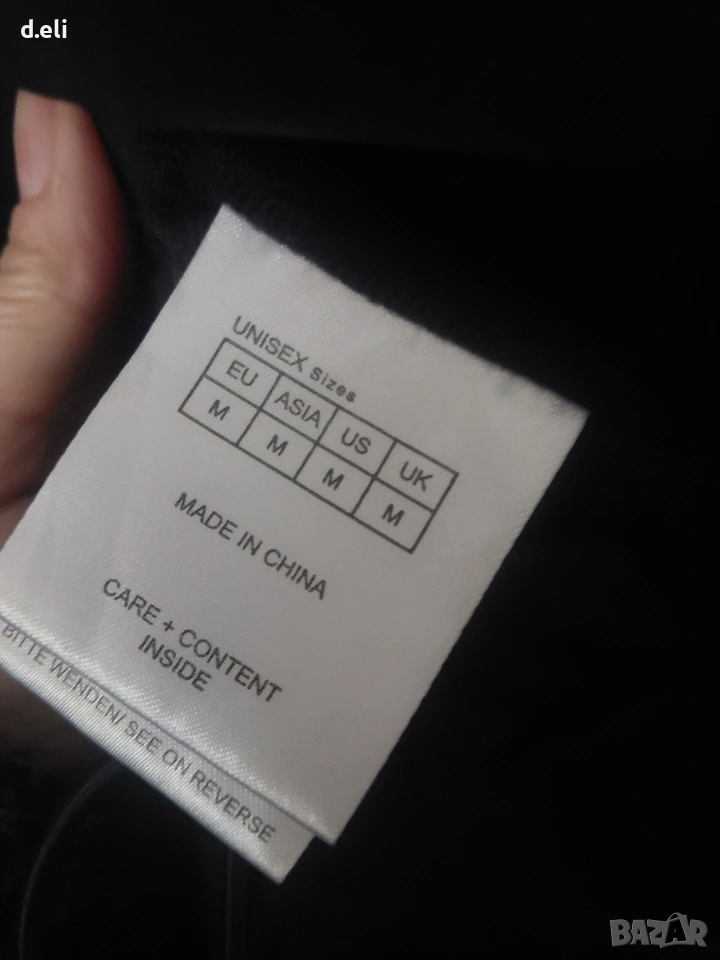 d.eli
UNISEX Sizes
EU ASIA US UK
M M M M
MADE IN CHINA
CARE + CONTENT
INSIDE
BITTE WENDEN/ SEE ON REVERSE
BAZAR